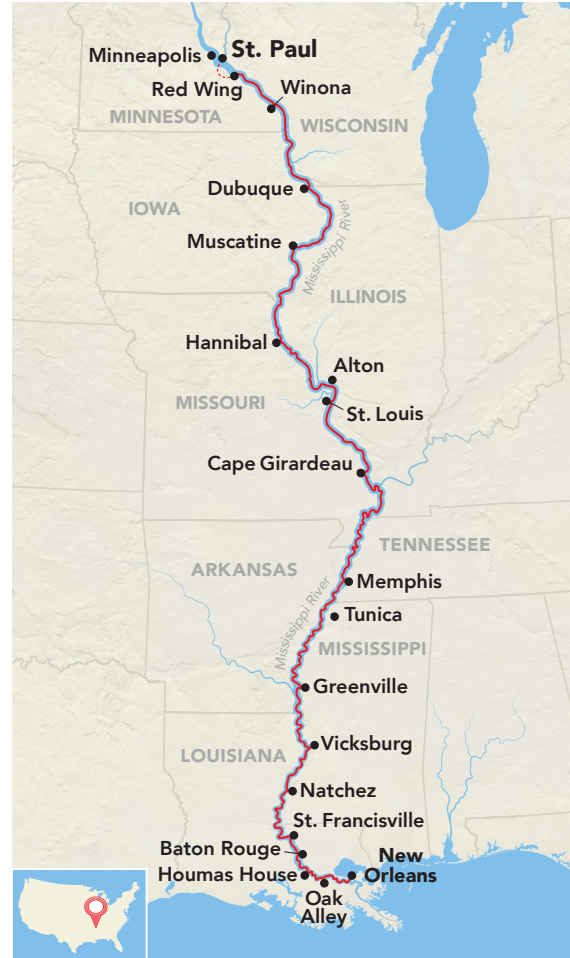 Minneapolis
St. Paul
Red Wing
Winona
MINNESOTA
WISCONSIN
Dubuque
IOWA
Mississippi River
Muscatine
ILLINOIS
Hannibal
Alton
MISSOURI
St. Louis
Cape Girardeau
TENNESSEE
ARKANSAS
Memphis
Mississippi River
Tunica
MISSISSIPPI
Greenville
Vicksburg
LOUISIANA
Natchez
St. Francisville
Baton Rouge
New
Orleans
Houmas House
Oak
Alley